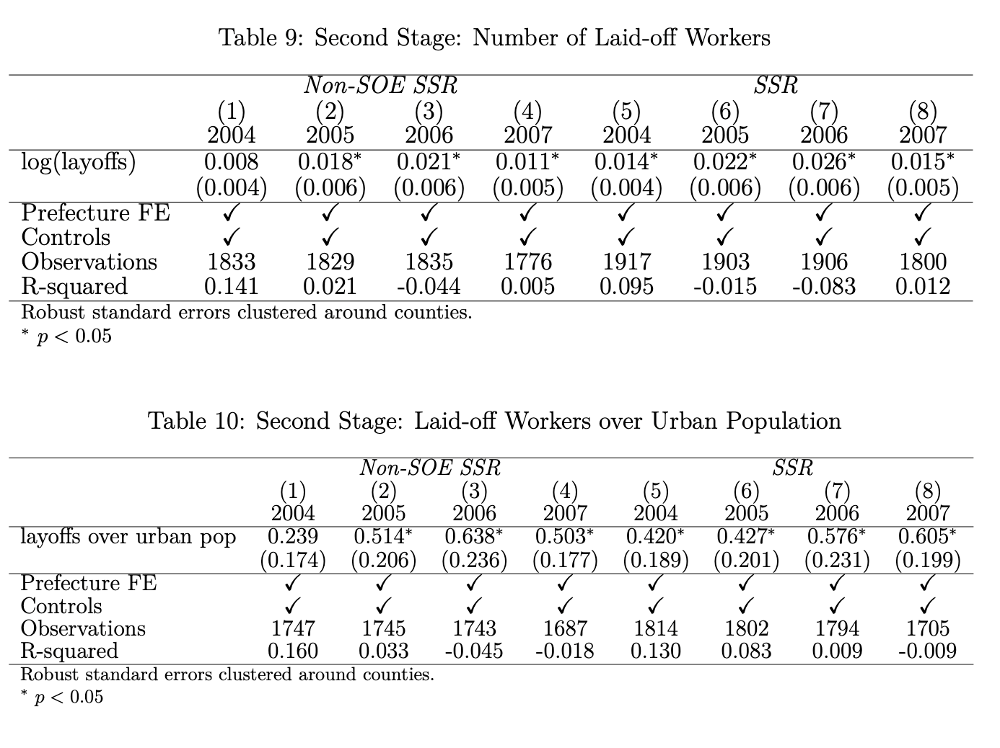 Table 9: Second Stage: Number of Laid-off Workers
Non-SOE SSR SSR
(1) (2) (3) (4) (5) (6) (7) (8)
2004 2005 2006 2007 2004 2005 2006 2007
log(layoffs) 0.008 0.018* 0.021* 0.011* 0.014* 0.022* 0.026* 0.015*
(0.004) (0.006) (0.006) (0.005) (0.004) (0.006) (0.006) (0.005)
Prefecture FE ✓ ✓ ✓ ✓ ✓ ✓ ✓ ✓
Controls ✓ ✓ ✓ ✓ ✓ ✓ ✓ ✓
Observations 1833 1829 1835 1776 1917 1903 1906 1800
R-squared 0.141 0.021 -0.044 0.005 0.095 -0.015 -0.083 0.012
Robust standard errors clustered around counties.
* p < 0.05
Table 10: Second Stage: Laid-off Workers over Urban Population
Non-SOE SSR SSR
(1) (2) (3) (4) (5) (6) (7) (8)
2004 2005 2006 2007 2004 2005 2006 2007
layoffs over urban pop 0.239 0.514* 0.638* 0.503* 0.420* 0.427* 0.576* 0.605*
(0.174) (0.206) (0.236) (0.177) (0.189) (0.201) (0.231) (0.199)
Prefecture FE ✓ ✓ ✓ ✓ ✓ ✓ ✓ ✓
Controls ✓ ✓ ✓ ✓ ✓ ✓ ✓ ✓
Observations 1747 1745 1743 1687 1814 1802 1794 1705
R-squared 0.160 0.033 -0.045 -0.018 0.130 0.083 0.009 -0.009
Robust standard errors clustered around counties.
* p < 0.05